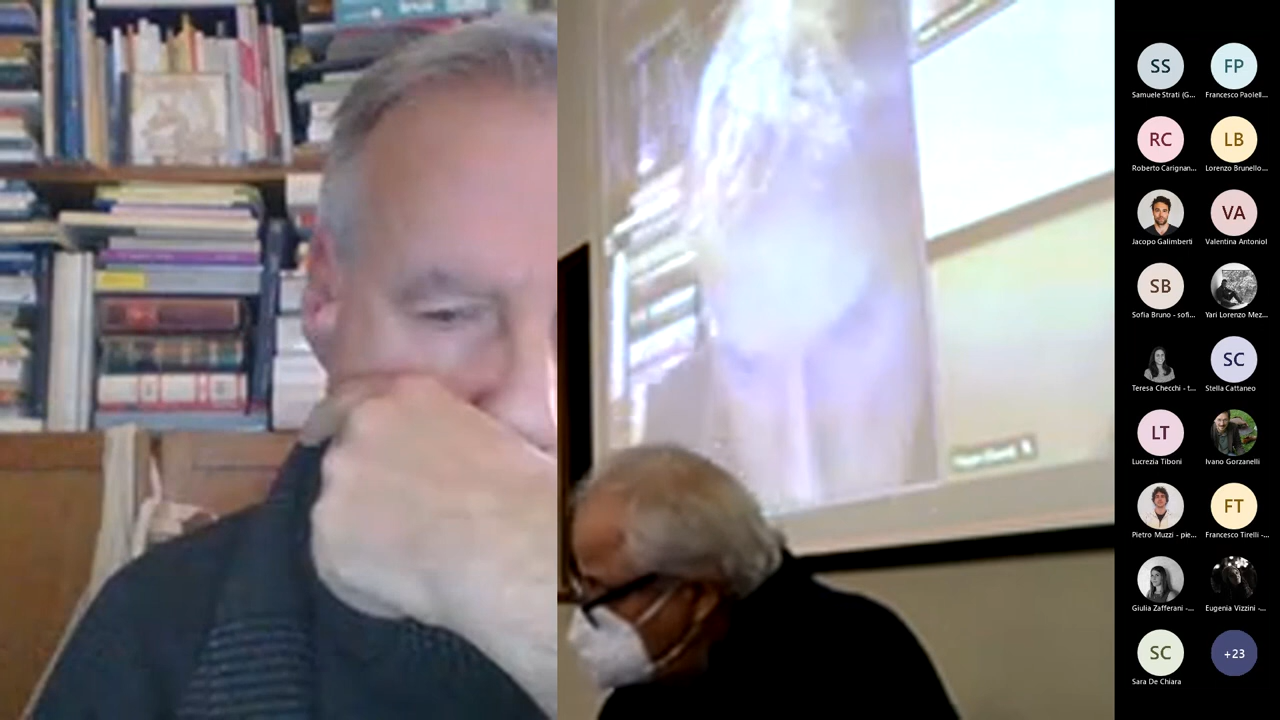 SS
FP
Samuele Strati (G...
Francesco Paolell...
RC
LB
Roberto Carignan...
Lorenzo Brunello...
VA
Jacopo Galimberti
Valentina Antoniol
SB
Sofia Bruno - sofi...
Yari Lorenzo Mez...
SC
Teresa Checchi - t...
Stella Cattaneo
LT
Lucrezia Tiboni
Ivano Gorzanelli
FT
Pietro Muzzi - pie...
Francesco Tirelli -...
Giulia Zafferani -...
Eugenia Vizzini -...
SC
+23
Sara De Chiara